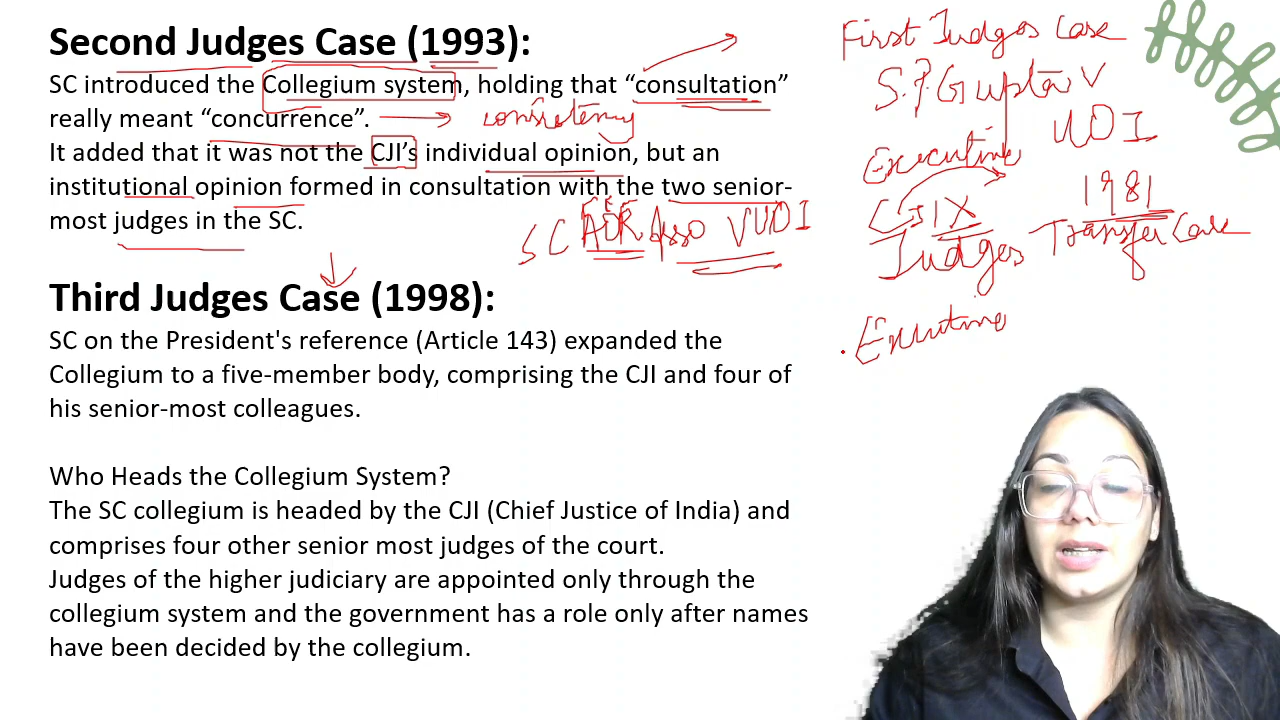 Second Judges Case (1993):
SC introduced the Collegium system, holding that “consultation”
really meant “concurrence”.
consistency
It added that it was not the CJI’s individual opinion, but an
institutional opinion formed in consultation with the two senior-
most judges in the SC.
SC Asso V UOI
Third Judges Case (1998):
SC on the President's reference (Article 143) expanded the
Collegium to a five-member body, comprising the CJI and four of
his senior-most colleagues.
Who Heads the Collegium System?
The SC collegium is headed by the CJI (Chief Justice of India) and
comprises four other senior most judges of the court.
Judges of the higher judiciary are appointed only through the
collegium system and the government has a role only after names
have been decided by the collegium.
First Judges Case
S.P. Gupta V
UOI
Executive
1981
CJI X
Judges Transfer Case
Executive